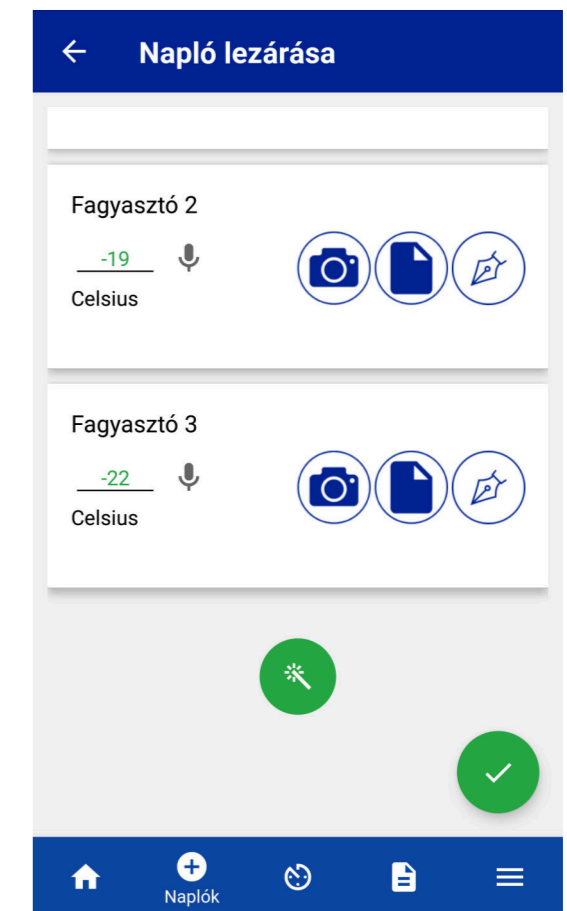 Napló lezárása
Fagyasztó 2
-19
Celsius
Fagyasztó 3
-22
Celsius
Naplók